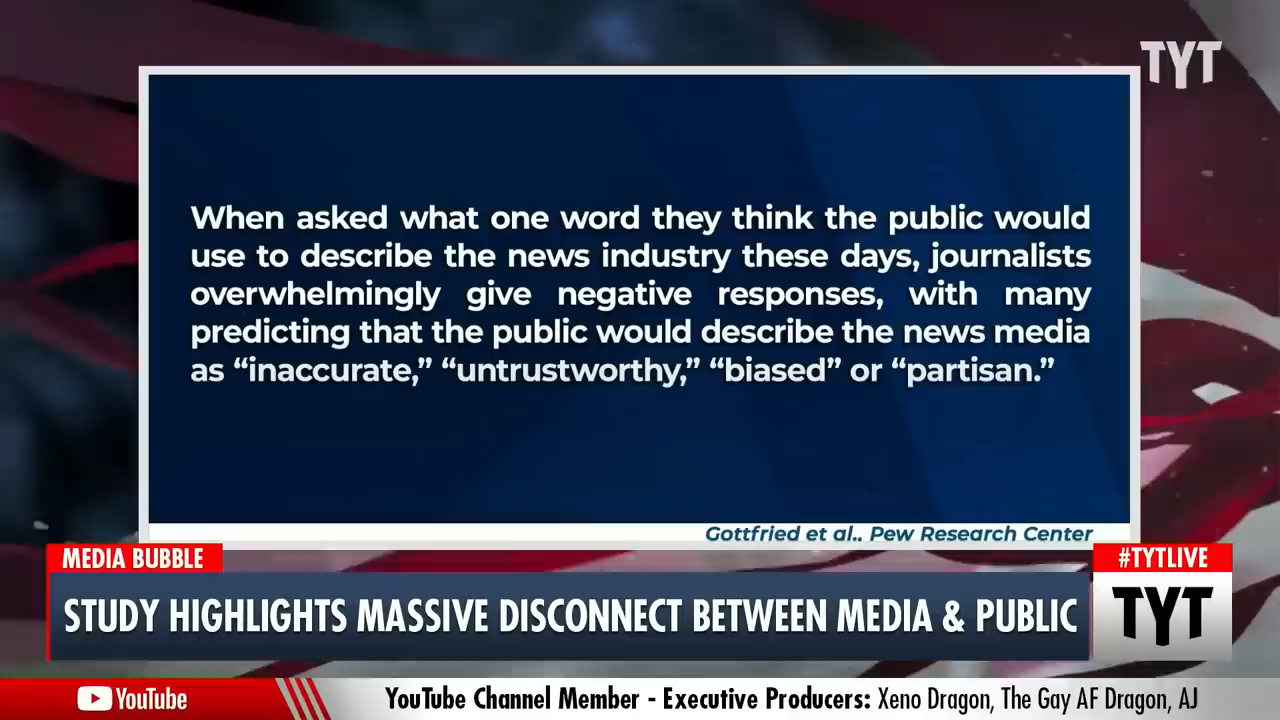 TYT
When asked what one word they think the public would
use to describe the news industry these days, journalists
overwhelmingly give negative responses, with many
predicting that the public would describe the news media
as “inaccurate,” “untrustworthy,” “biased” or “partisan.”
Gottfried et al.. Pew Research Center
MEDIA BUBBLE
#TYTLIVE
STUDY HIGHLIGHTS MASSIVE DISCONNECT BETWEEN MEDIA & PUBLIC
TYT
YouTube
YouTube Channel Member - Executive Producers: Xeno Dragon, The Gay AF Dragon, AJ